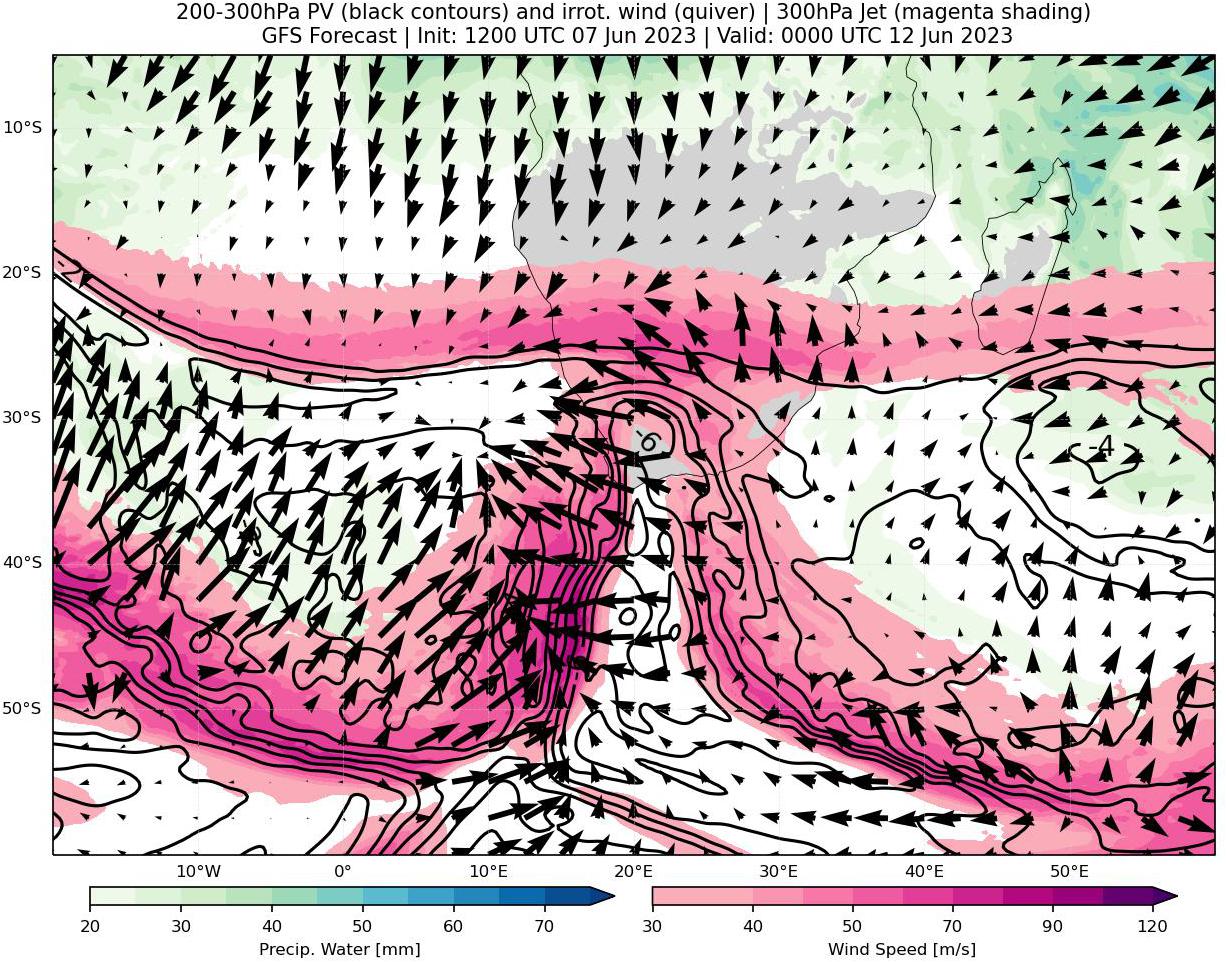 200-300hPa PV (black contours) and irrot. wind (quiver) | 300hPa Jet (magenta shading)
GFS Forecast | Init: 1200 UTC 07 Jun 2023 | Valid: 0000 UTC 12 Jun 2023
10°S
20°S
30°S
40°S
50°S
-6
-4
10°W 0° 10°E 20°E 30°E 40°E 50°E
20 30 40 50 60 70
Precip. Water [mm]
30 40 50 70 90 120
Wind Speed [m/s]